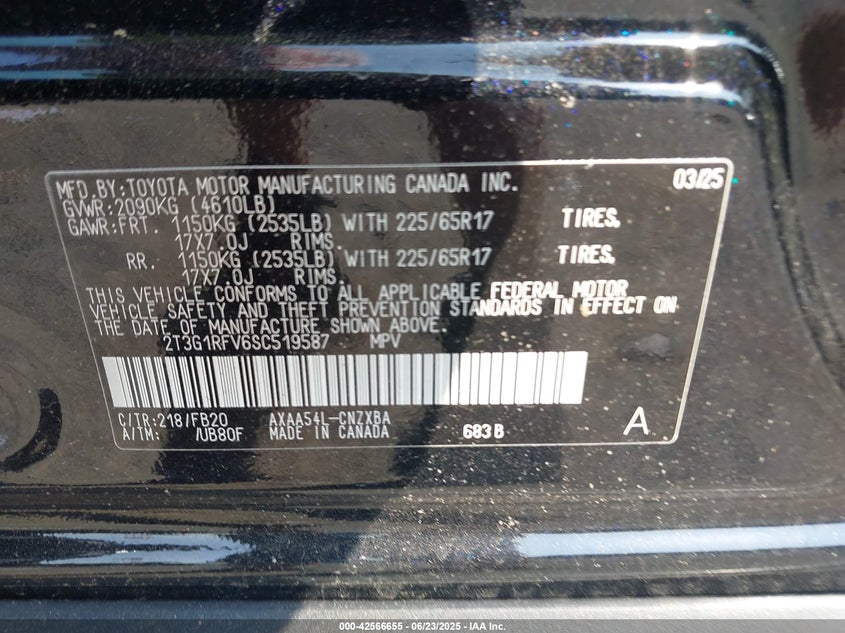 MFD.BY:TOYOTA MOTOR MANUFACTURING CANADA INC. 03/25
GVWR:2090KG (4610LB)
GAWR:FRT. 1150KG (2535LB) WITH 225/65R17 TIRES,
17X7.0J RIMS.
RR. 1150KG (2535LB) WITH 225/65R17 TIRES,
17X7.0J RIMS.
THIS VEHICLE CONFORMS TO ALL APPLICABLE FEDERAL MOTOR
VEHICLE SAFETY AND THEFT PREVENTION STANDARDS IN EFFECT ON
THE DATE OF MANUFACTURE SHOWN ABOVE.
2T3G1RFV6SC519587 MPV
C/TR:218/FB20 AXAA54L-CNZXBA
A/TM: /UB80F MADE IN CANADA 603B A
000-42566655 - 06/23/2025 - IAA Inc.